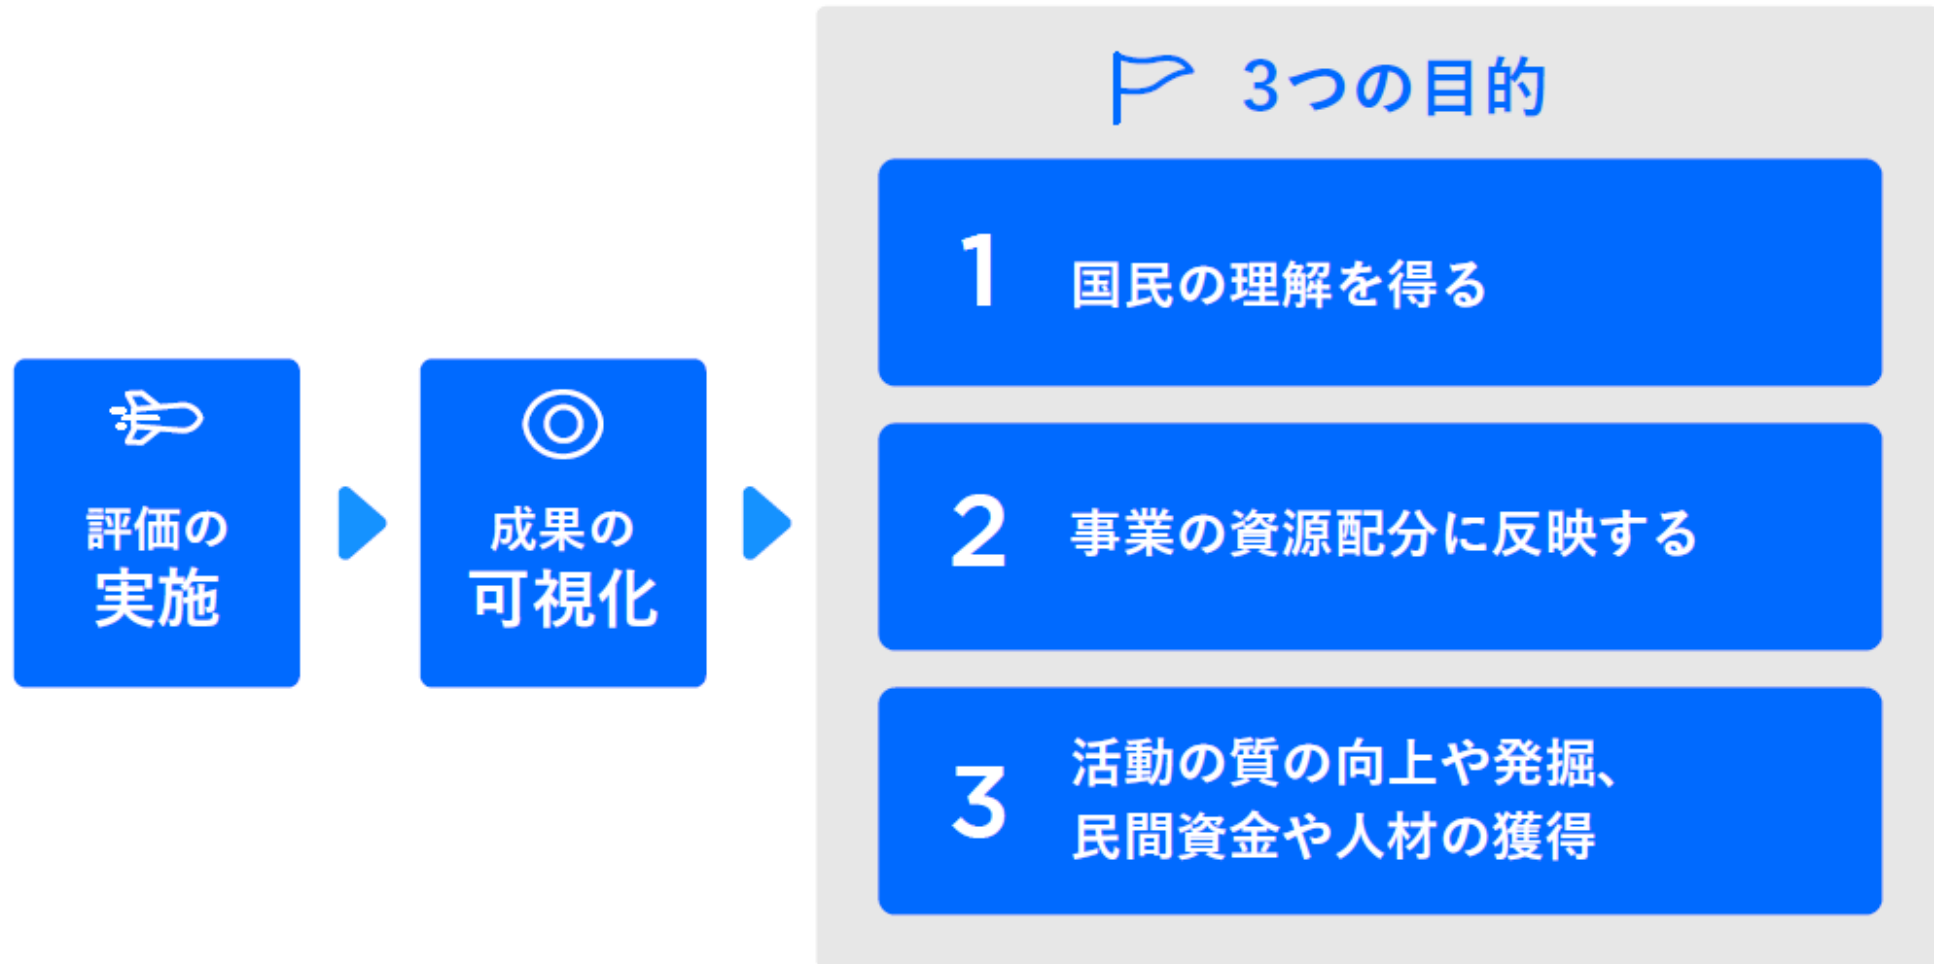 評価の
実施
成果の
可視化
3つの目的
1
国民の理解を得る
2
事業の資源配分に反映する
3
活動の質の向上や発掘、
民間資金や人材の獲得